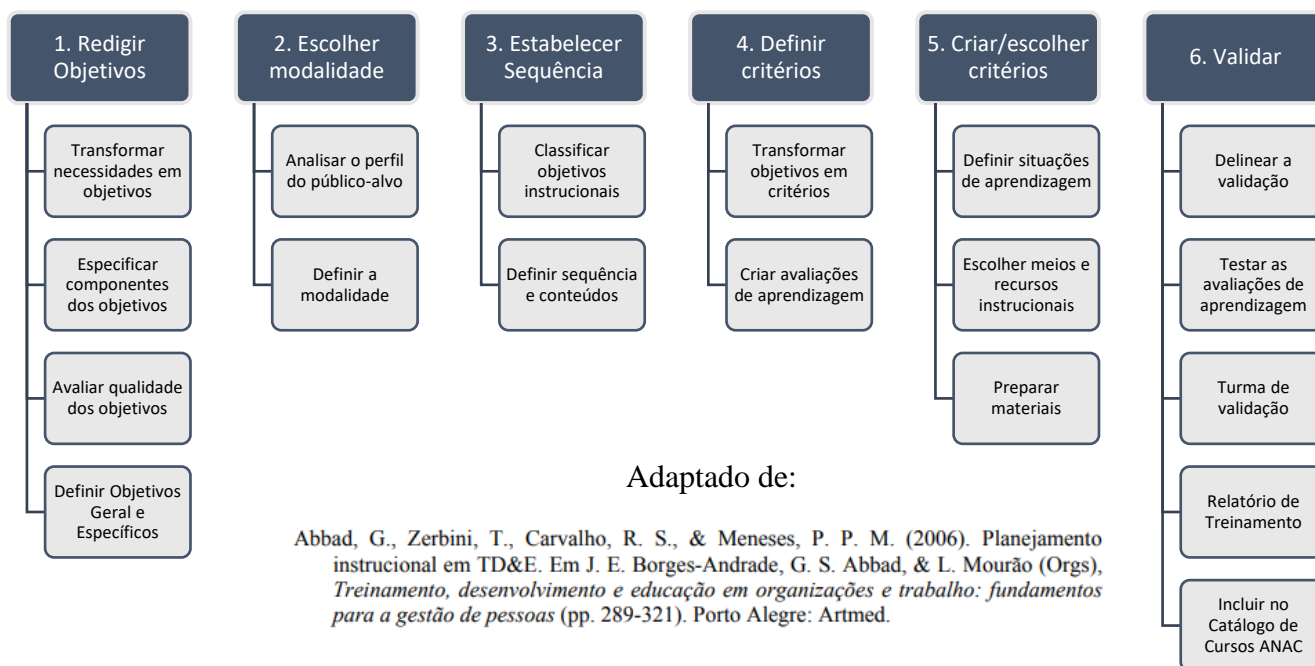 1. Redigir
Objetivos
Transformar
necessidades em
objetivos
Especificar
componentes
dos objetivos
Avaliar qualidade
dos objetivos
Definir Objetivos
Geral e
Específicos
2. Escolher
modalidade
Analisar o perfil
do público-alvo
Definir a
modalidade
3. Estabelecer
Sequência
Classificar
objetivos
instrucionais
Definir sequência
e conteúdos
4. Definir
critérios
Transformar
objetivos em
critérios
Criar avaliações
de aprendizagem
5. Criar/escolher
critérios
Definir situações
de aprendizagem
Escolher meios e
recursos
instrucionais
Preparar
materiais
6. Validar
Delinear a
validação
Testar as
avaliações de
aprendizagem
Turma de
validação
Relatório de
Treinamento
Incluir no
Catálogo de
Cursos ANAC
Adaptado de:
Abbad, G., Zerbini, T., Carvalho, R. S., & Meneses, P. P. M. (2006). Planejamento
instrucional em TD&E. Em J. E. Borges-Andrade, G. S. Abbad, & L. Mourão (Orgs),
Treinamento, desenvolvimento e educação em organizações e trabalho: fundamentos
para a gestão de pessoas (pp. 289-321). Porto Alegre: Artmed.